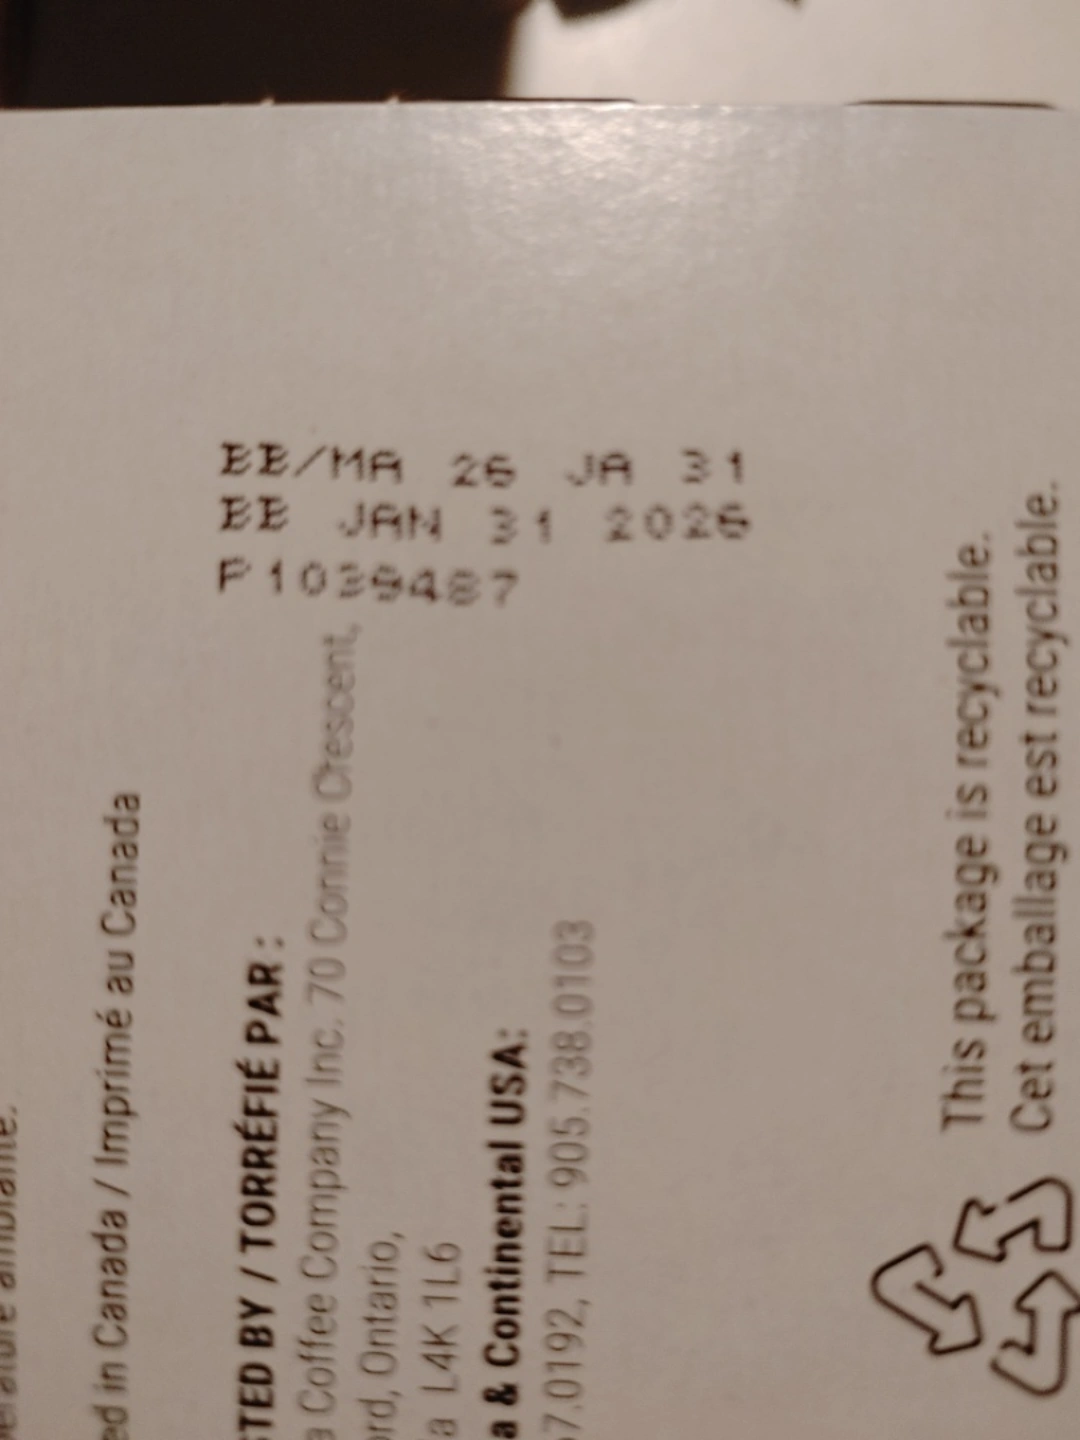 BB/MA 26 JA 31
BB JAN 31 2026
P1039487
ed in Canada / Imprimé au Canada
STED BY / TORRÉFIÉ PAR :
a Coffee Company Inc. 70 Connie Crescent,
ord, Ontario,
a L4K 1L6
a & Continental USA:
7.0192, TEL: 905.738.0103
This package is recyclable.
Cet emballage est recyclable.